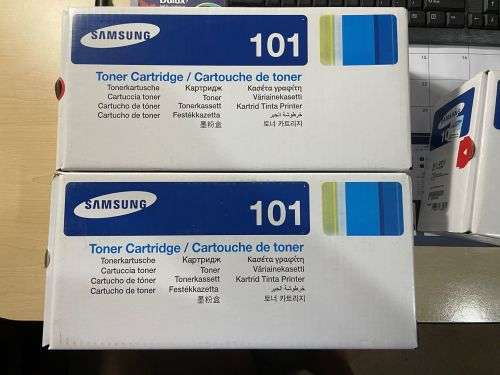 SAMSUNG 101
Toner Cartridge / Cartouche de toner
Tonerkartusche Картридж Κασέτα γραφίτη
Cartuccia toner Toner Väriainekasetti
Cartucho de tóner Tonerkassett Kartrid Tinta Printer
Cartucho de toner Festékkazetta خرطوشة الحبر
墨粉盒 토너 카트리지
SAMSUNG 101
Toner Cartridge / Cartouche de toner
Tonerkartusche Картридж Κασέτα γραφίτη
Cartuccia toner Toner Väriainekasetti
Cartucho de tóner Tonerkassett Kartrid Tinta Printer
Cartucho de toner Festékkazetta خرطوشة الحبر
墨粉盒 토너 카트리지